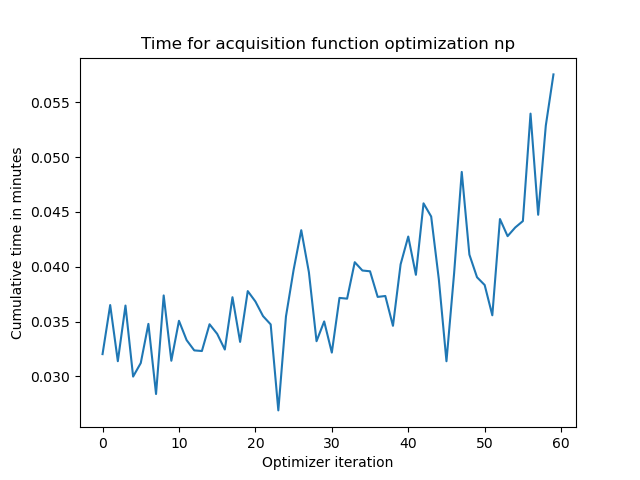 Time for acquisition function optimization np
Cumulative time in minutes
0.055
0.050
0.045
0.040
0.035
0.030
0 10 20 30 40 50 60
Optimizer iteration